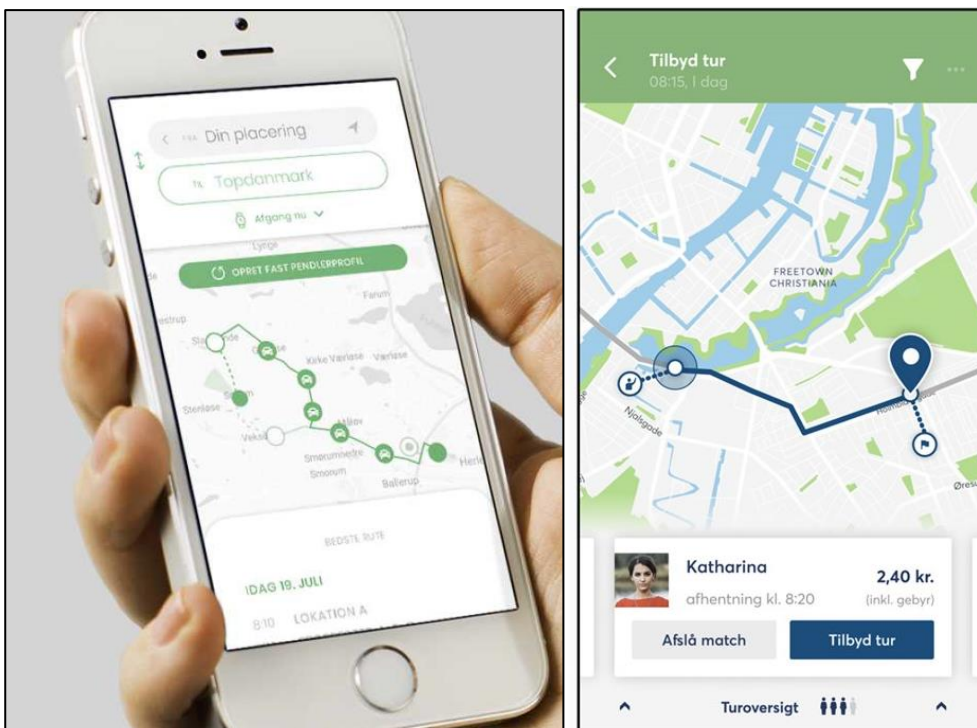 FRA Din placering
TIL Topdanmark
Afgang nu
Lynge
OPRET FAST PENDLERPROFIL
Farum
Kirke Værløse
Værløse
Stenløse
Veksø
Måløv
Smørumnedre
Smørum
Ballerup
BEDSTE RUTE
IDAG 19. JULI
8:10 LOKATION A
Tilbyd tur
08:15, I dag
FREETOWN
CHRISTIANIA
Njalsgade
Katharina
2,40 kr.
afhentning kl. 8:20
(inkl. gebyr)
Afslå match
Tilbyd tur
Turoversigt